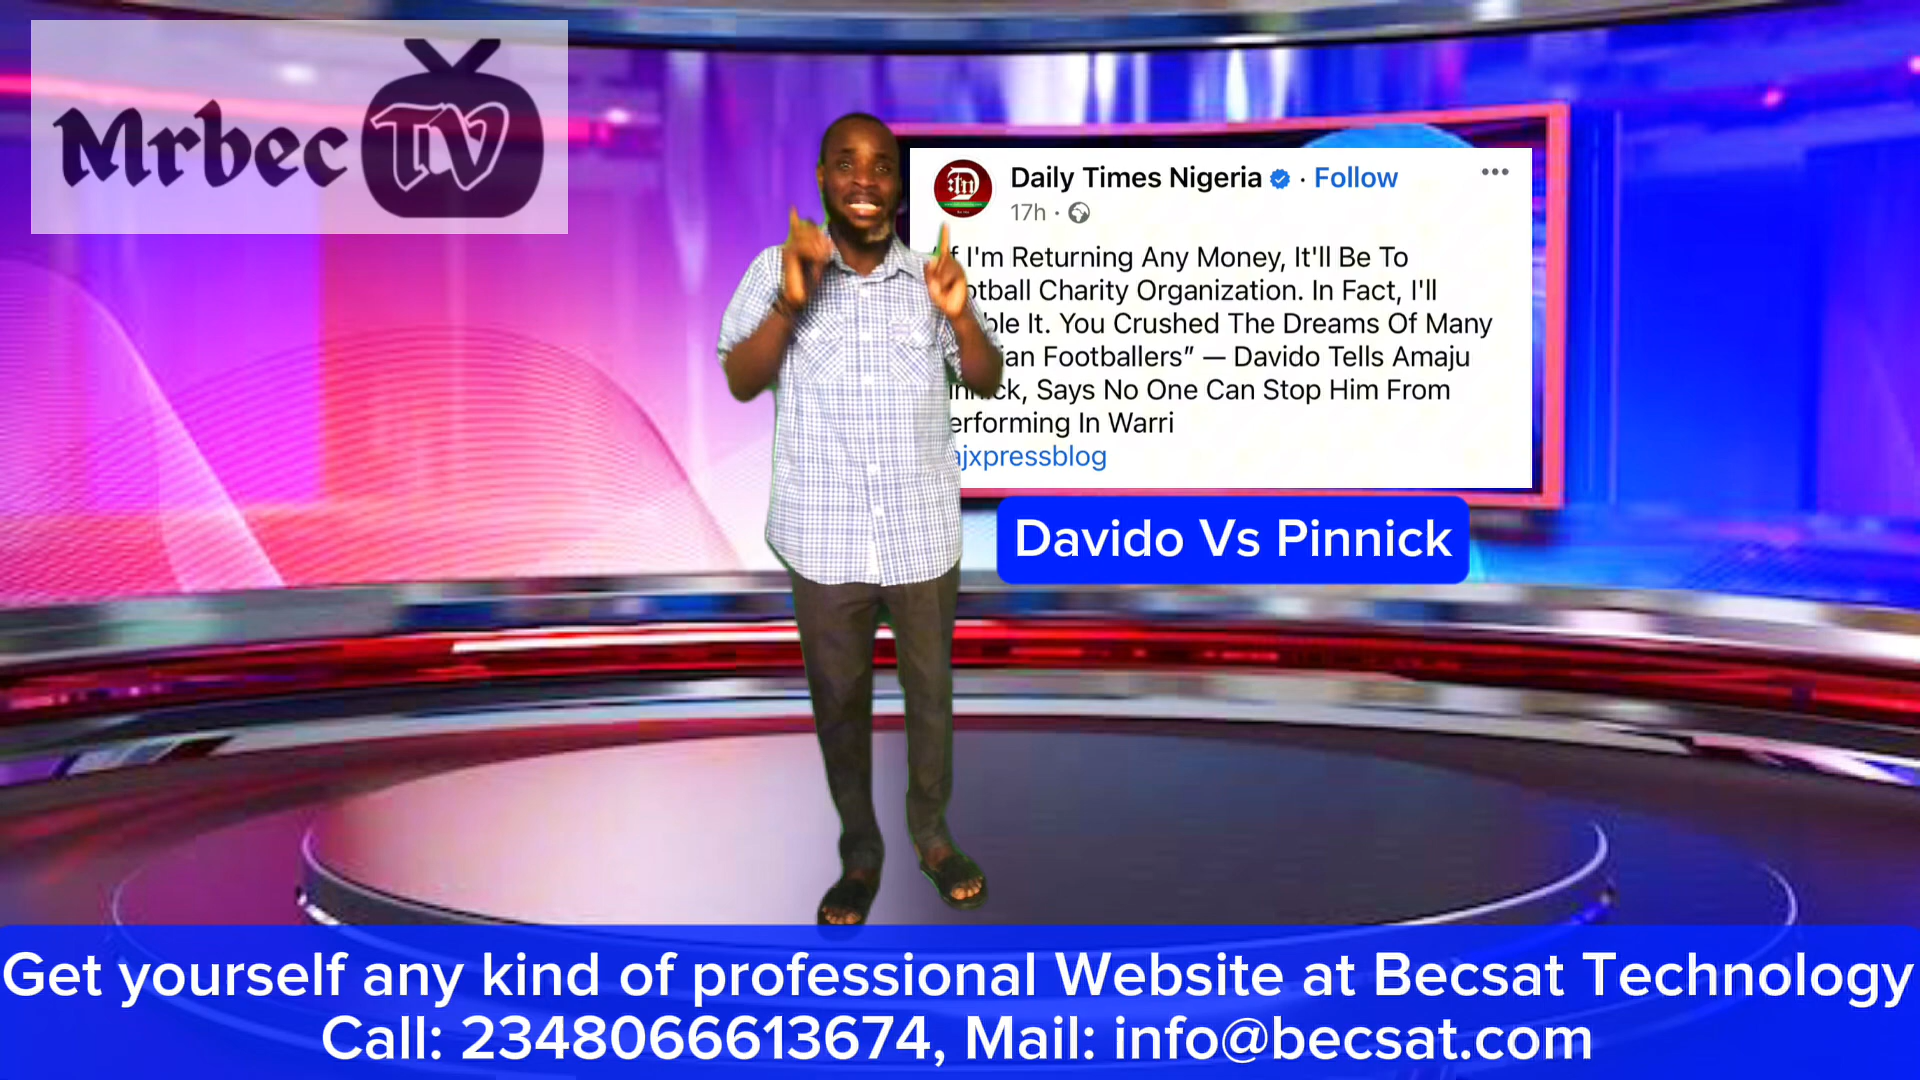 Mrbec TV
Daily Times Nigeria · Follow
17h ·
I'm Returning Any Money, It'll Be To
Charity Organization. In Fact, I'll
It. You Crushed The Dreams Of Many
Footballers” — Davido Tells Amaju
Says No One Can Stop Him From
In Warri
Davido Vs Pinnick
Get yourself any kind of professional Website at Becsat Technology
Call: 2348066613674, Mail: info@becsat.com